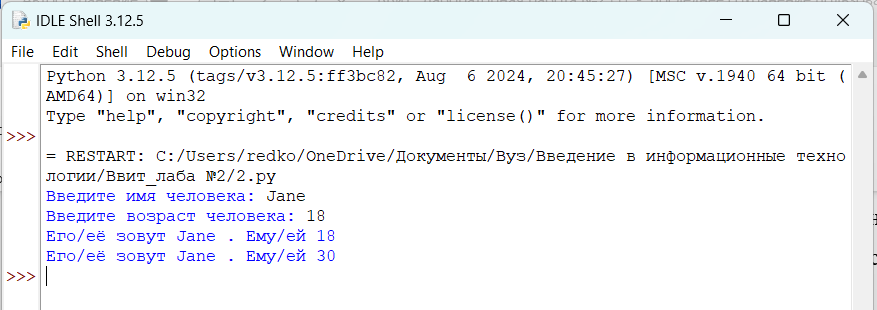 IDLE Shell 3.12.5
File Edit Shell Debug Options Window Help
Python 3.12.5 (tags/v3.12.5:ff3bc82, Aug  6 2024, 20:45:27) [MSC v.1940 64 bit (
AMD64)] on win32
Type "help", "copyright", "credits" or "license()" for more information.
>>>
= RESTART: C:/Users/redko/OneDrive/Документы/Вуз/Введение в информационные техно
логии/Ввит_лаба №2/2.py
Введите имя человека: Jane
Введите возраст человека: 18
Его/её зовут Jane . Ему/ей 18
Его/её зовут Jane . Ему/ей 30
>>>